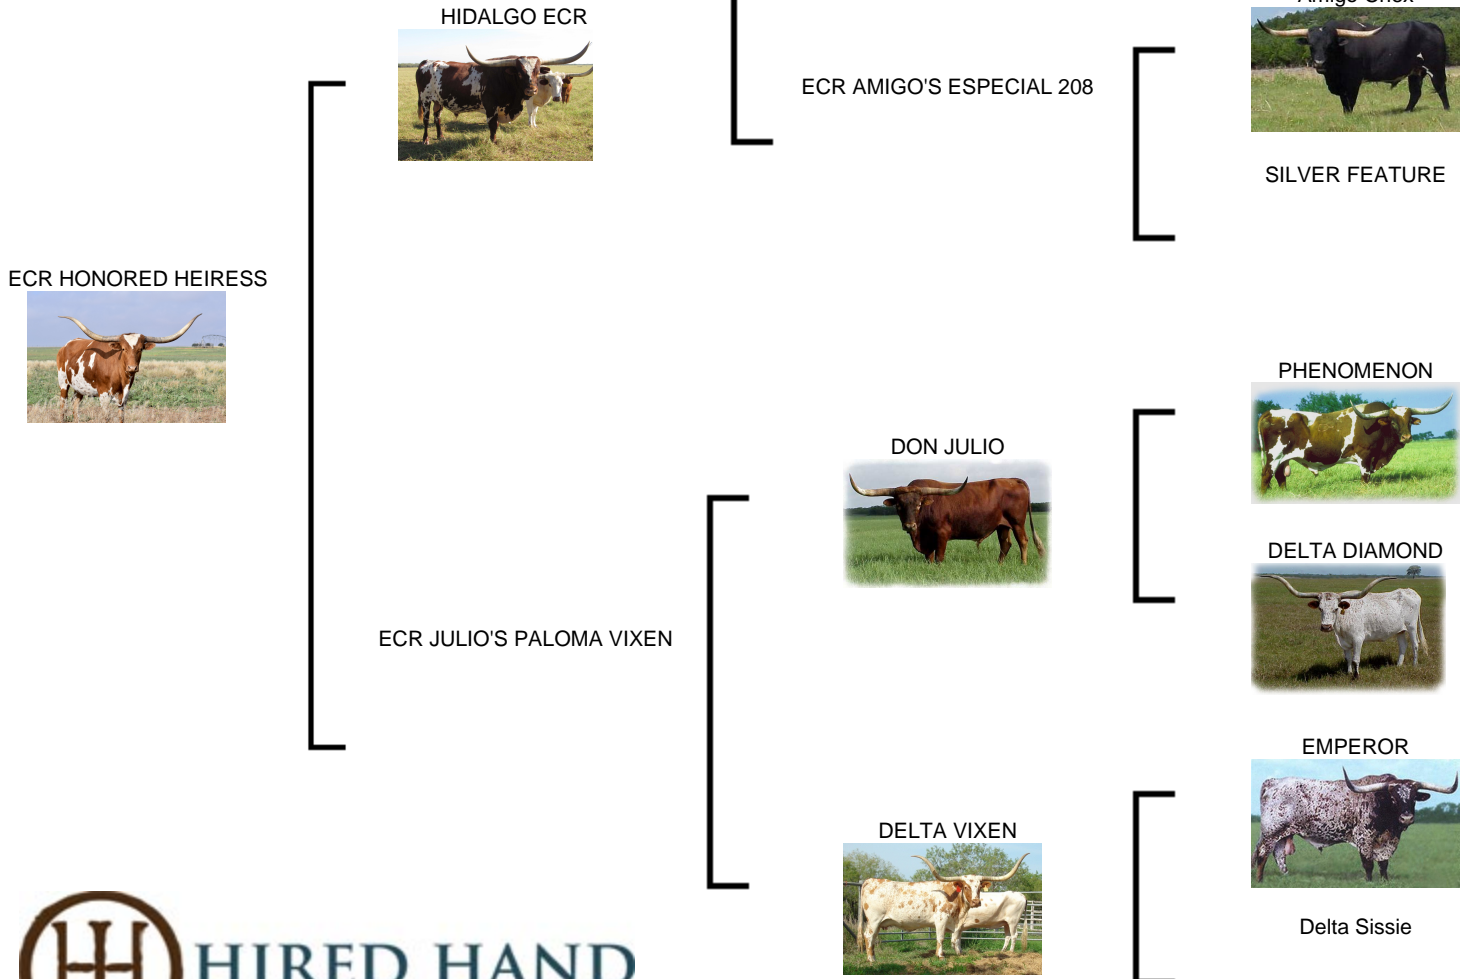 HIDALGO ECR
ECR AMIGO'S ESPECIAL 208
SILVER FEATURE
ECR HONORED HEIRESS
PHENOMENON
DON JULIO
DELTA DIAMOND
ECR JULIO'S PALOMA VIXEN
EMPEROR
DELTA VIXEN
Delta Sissie
HIRED HAND